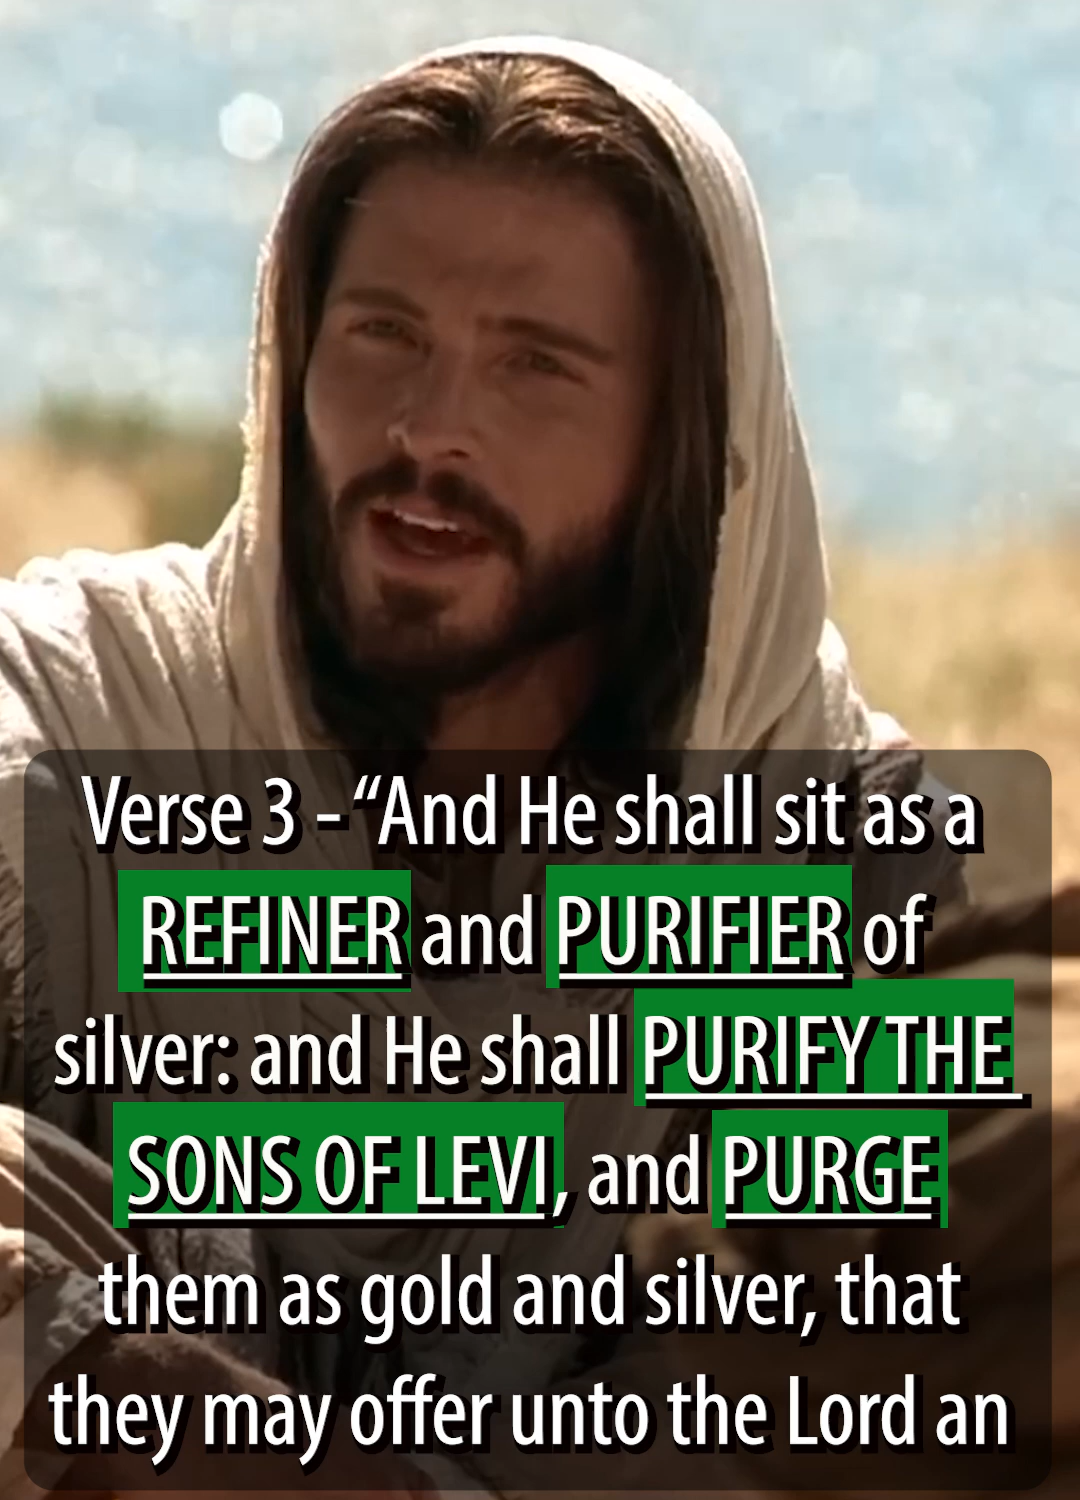 Verse 3 - “And He shall sit as a
REFINER and PURIFIER of
silver: and He shall PURIFY THE
SONS OF LEVI, and PURGE
them as gold and silver, that
they may offer unto the Lord an